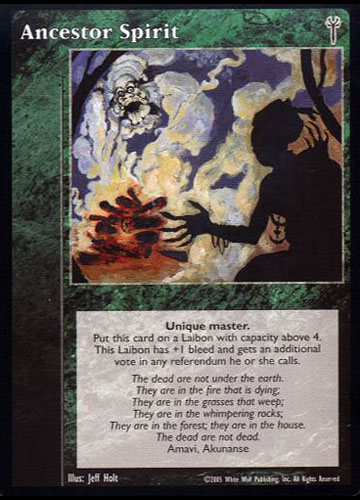 Ancestor Spirit
Unique master.
Put this card on a Laibon with capacity above 4.
This Laibon has +1 bleed and gets an additional
vote in any referendum he or she calls.
The dead are not under the earth.
They are in the fire that is dying;
They are in the grasses that weep;
They are in the whimpering rocks;
They are in the forest; they are in the house.
The dead are not dead.
Amavi, Akunanse
Illus: Jeff Holt
©2005 White Wolf Publishing, Inc. All Rights Reserved